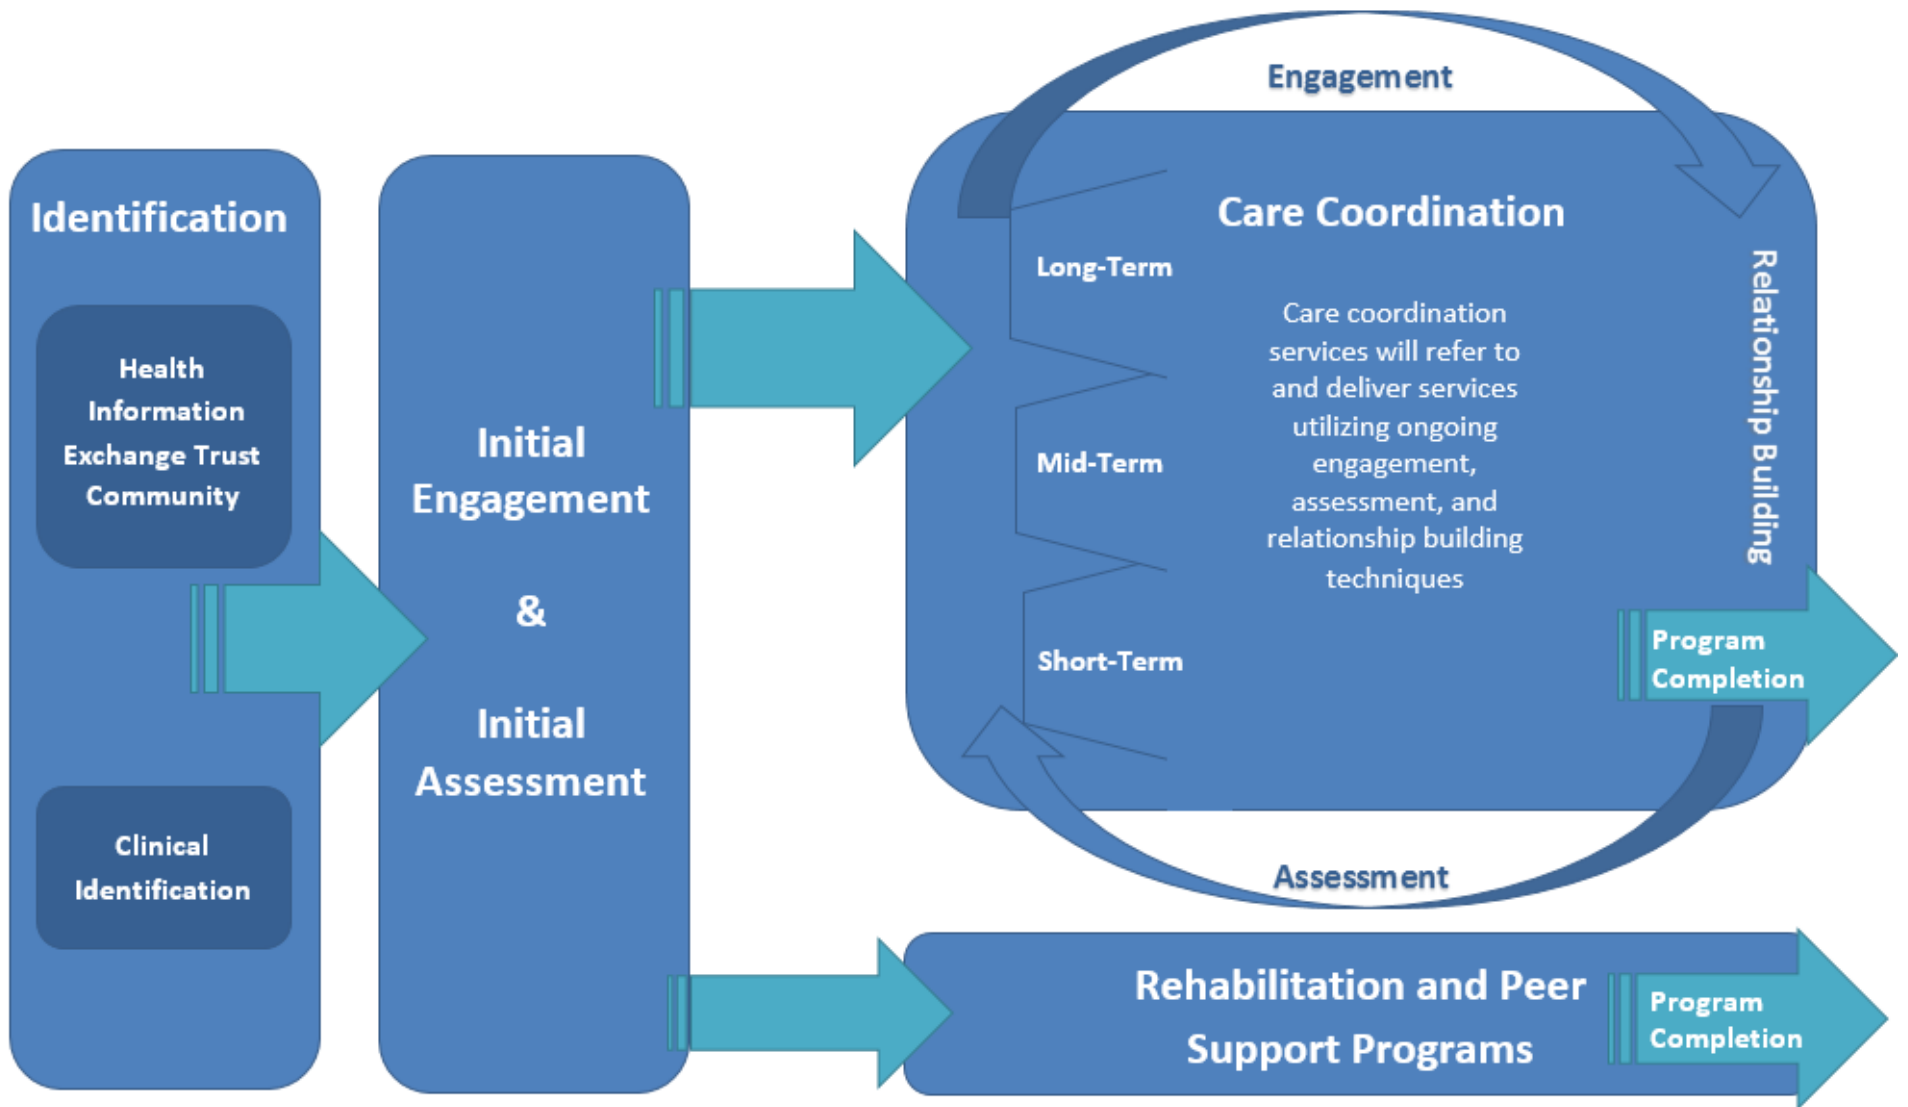 Identification
Health
Information
Exchange Trust
Community
Clinical
Identification
Initial
Engagement
&
Initial
Assessment
Engagement
Care Coordination
Long-Term
Mid-Term
Short-Term
Care coordination
services will refer to
and deliver services
utilizing ongoing
engagement,
assessment, and
relationship building
techniques
Relationship Building
Program
Completion
Assessment
Rehabilitation and Peer
Support Programs
Program
Completion